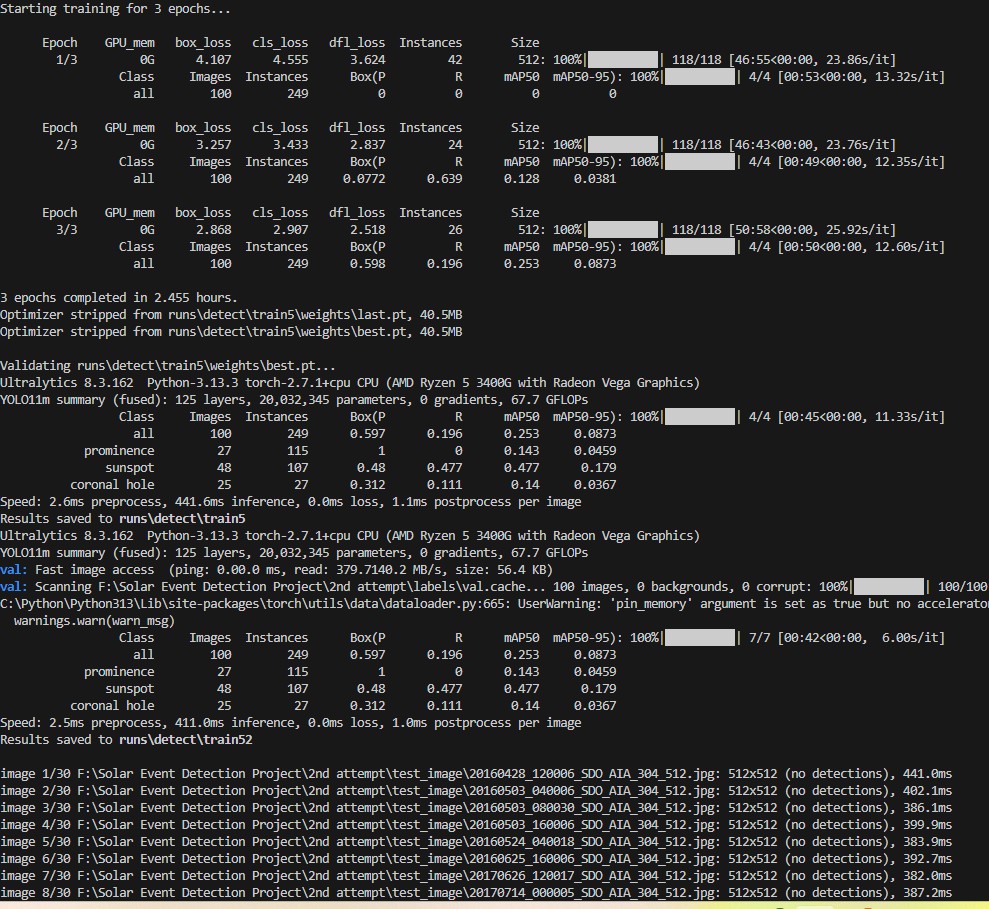 Starting training for 3 epochs...
Epoch GPU_mem box_loss cls_loss dfl_loss Instances Size
1/3 0G 4.107 4.555 3.624 42 512: 100%| | 118/118 [46:55<00:00, 23.86s/it]
Class Images Instances Box(P R mAP50 mAP50-95): 100%| | 4/4 [00:53<00:00, 13.32s/it]
all 100 249 0 0 0 0
Epoch GPU_mem box_loss cls_loss dfl_loss Instances Size
2/3 0G 3.257 3.433 2.837 24 512: 100%| | 118/118 [46:43<00:00, 23.76s/it]
Class Images Instances Box(P R mAP50 mAP50-95): 100%| | 4/4 [00:49<00:00, 12.35s/it]
all 100 249 0.0772 0.639 0.128 0.0381
Epoch GPU_mem box_loss cls_loss dfl_loss Instances Size
3/3 0G 2.868 2.907 2.518 26 512: 100%| | 118/118 [50:58<00:00, 25.92s/it]
Class Images Instances Box(P R mAP50 mAP50-95): 100%| | 4/4 [00:50<00:00, 12.60s/it]
all 100 249 0.598 0.196 0.253 0.0873
3 epochs completed in 2.455 hours.
Optimizer stripped from runs\detect\train5\weights\last.pt, 40.5MB
Optimizer stripped from runs\detect\train5\weights\best.pt, 40.5MB
Validating runs\detect\train5\weights\best.pt...
Ultralytics 8.3.162 Python-3.13.3 torch-2.7.1+cpu CPU (AMD Ryzen 5 3400G with Radeon Vega Graphics)
YOLO11m summary (fused): 125 layers, 20,032,345 parameters, 0 gradients, 67.7 GFLOPs
Class Images Instances Box(P R mAP50 mAP50-95): 100%| | 4/4 [00:45<00:00, 11.33s/it]
all 100 249 0.597 0.196 0.253 0.0873
prominence 27 115 1 0 0.143 0.0459
sunspot 48 107 0.48 0.477 0.477 0.179
coronal hole 25 27 0.312 0.111 0.14 0.0367
Speed: 2.6ms preprocess, 441.6ms inference, 0.0ms loss, 1.1ms postprocess per image
Results saved to runs\detect\train5
Ultralytics 8.3.162 Python-3.13.3 torch-2.7.1+cpu CPU (AMD Ryzen 5 3400G with Radeon Vega Graphics)
YOLO11m summary (fused): 125 layers, 20,032,345 parameters, 0 gradients, 67.7 GFLOPs
val: Fast image access (ping: 0.00.0 ms, read: 379.7140.2 MB/s, size: 56.4 KB)
val: Scanning F:\Solar Event Detection Project\2nd attempt\labels\val.cache... 100 images, 0 backgrounds, 0 corrupt: 100%| | 100/100
C:\Python\Python313\Lib\site-packages\torch\utils\data\dataloader.py:665: UserWarning: 'pin_memory' argument is set as true but no accelerato
warnings.warn(warn_msg)
Class Images Instances Box(P R mAP50 mAP50-95): 100%| | 7/7 [00:42<00:00, 6.00s/it]
all 100 249 0.597 0.196 0.253 0.0873
prominence 27 115 1 0 0.143 0.0459
sunspot 48 107 0.48 0.477 0.477 0.179
coronal hole 25 27 0.312 0.111 0.14 0.0367
Speed: 2.5ms preprocess, 411.0ms inference, 0.0ms loss, 1.0ms postprocess per image
Results saved to runs\detect\train52
image 1/30 F:\Solar Event Detection Project\2nd attempt\test_image\20160428_120006_SDO_AIA_304_512.jpg: 512x512 (no detections), 441.0ms
image 2/30 F:\Solar Event Detection Project\2nd attempt\test_image\20160503_040006_SDO_AIA_304_512.jpg: 512x512 (no detections), 402.1ms
image 3/30 F:\Solar Event Detection Project\2nd attempt\test_image\20160503_080030_SDO_AIA_304_512.jpg: 512x512 (no detections), 386.1ms
image 4/30 F:\Solar Event Detection Project\2nd attempt\test_image\20160503_160006_SDO_AIA_304_512.jpg: 512x512 (no detections), 399.9ms
image 5/30 F:\Solar Event Detection Project\2nd attempt\test_image\20160524_040018_SDO_AIA_304_512.jpg: 512x512 (no detections), 383.9ms
image 6/30 F:\Solar Event Detection Project\2nd attempt\test_image\20160625_160006_SDO_AIA_304_512.jpg: 512x512 (no detections), 392.7ms
image 7/30 F:\Solar Event Detection Project\2nd attempt\test_image\20170626_120017_SDO_AIA_304_512.jpg: 512x512 (no detections), 382.0ms
image 8/30 F:\Solar Event Detection Project\2nd attempt\test_image\20170714_000005_SDO_AIA_304_512.jpg: 512x512 (no detections), 387.2ms